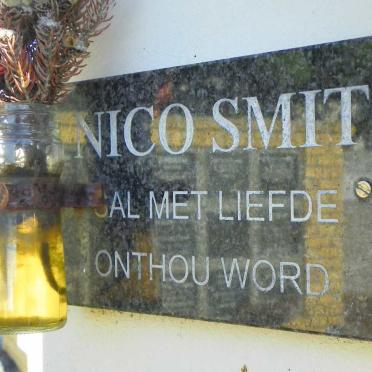 NICO SMIT
SAL MET LIEFDE
ONTHOU WORD